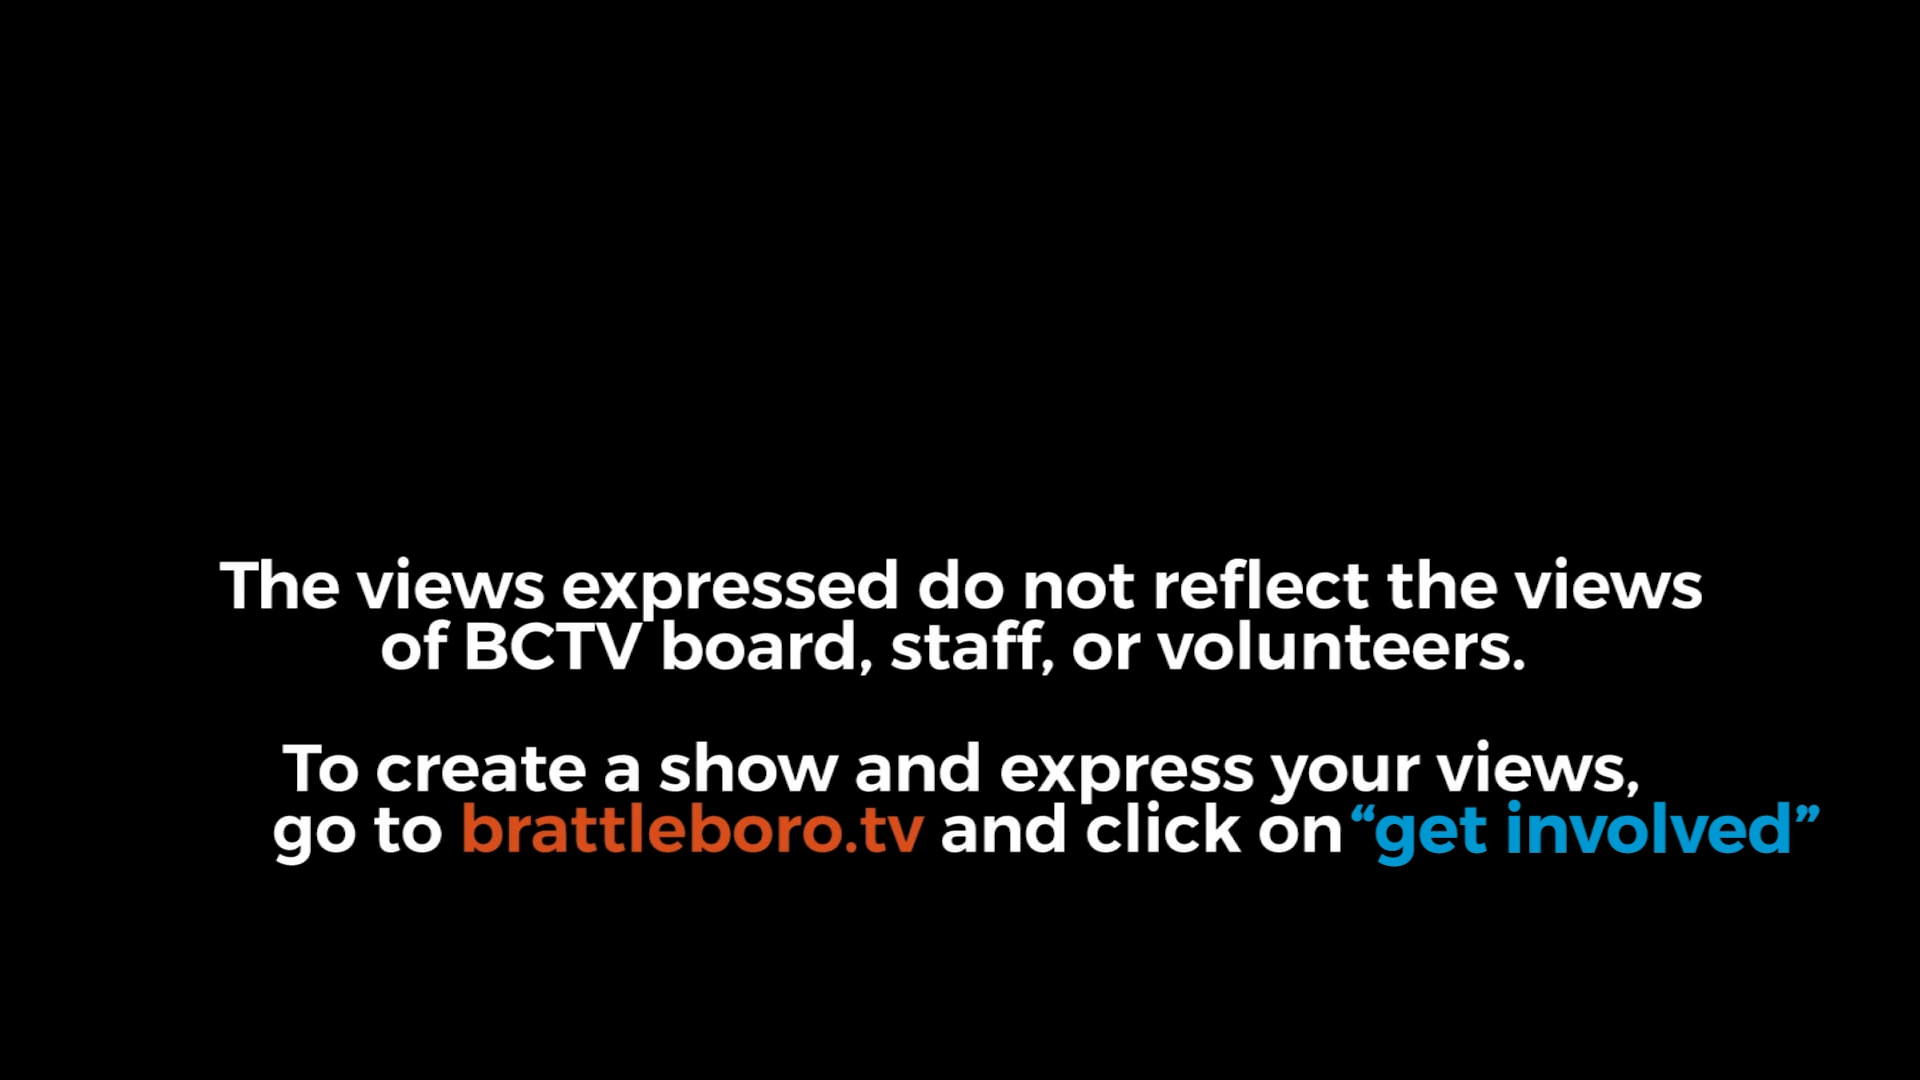 The views expressed do not reflect the views
of BCTV board, staff, or volunteers.
To create a show and express your views,
go to brattleboro.tv and click on “get involved”